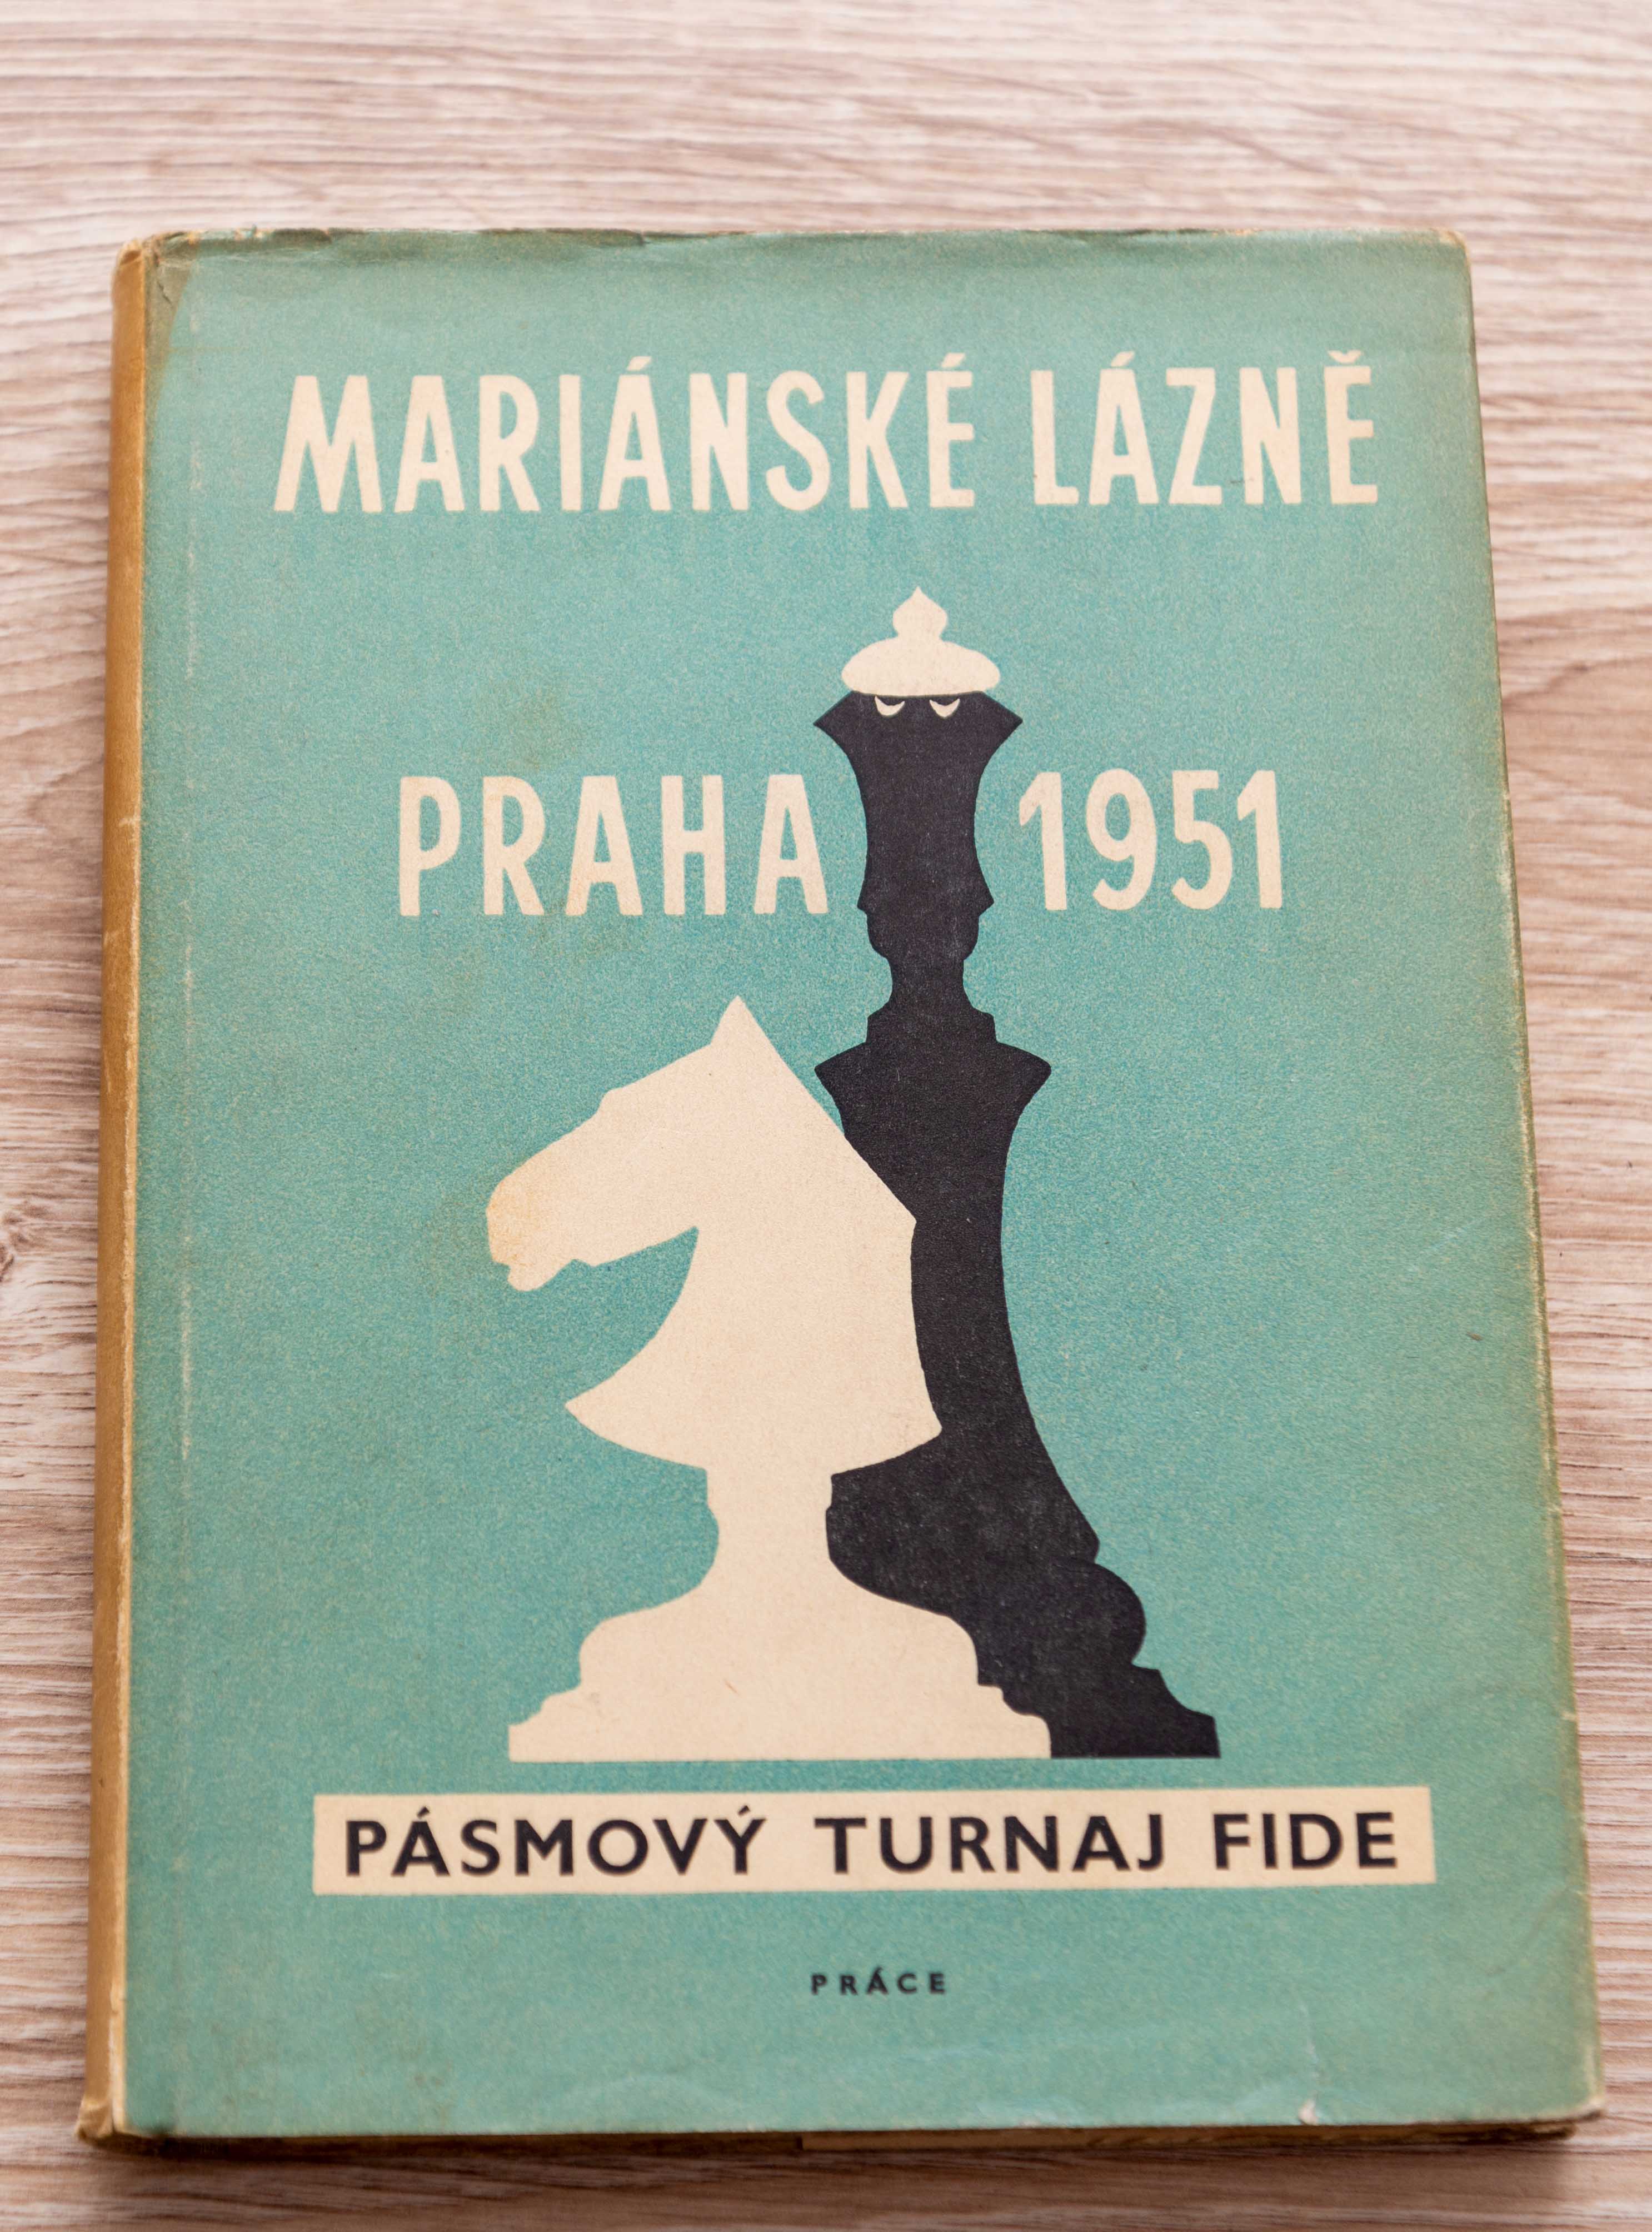 MARIÁNSKÉ LÁZNĚ
PRAHA 1951
PÁSMOVÝ TURNAJ FIDE
PRÁCE